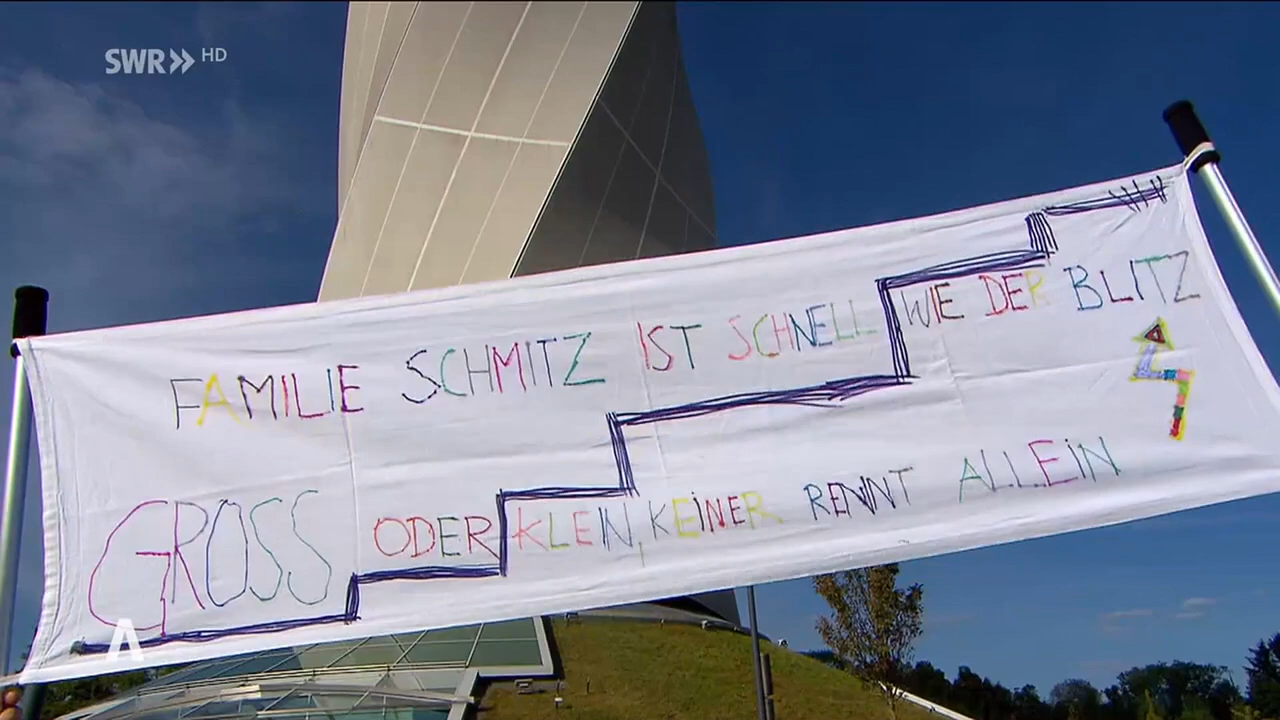 SWR HD
FAMILIE SCHMITZ IST SCHNELL WIE DER BLITZ
GROSS ODER KLEIN, KEINER RENNT ALLEIN
A